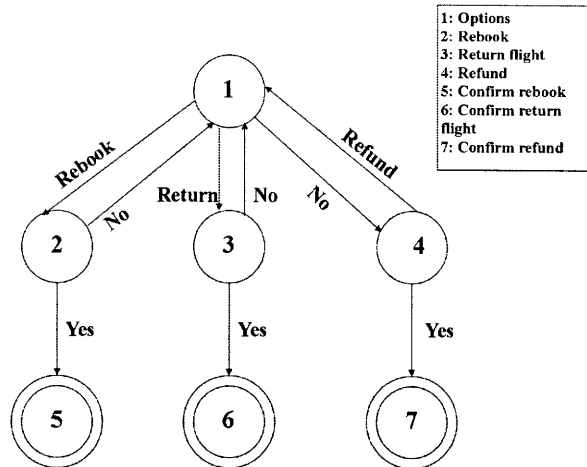 1: Options
2: Rebook
3: Return flight
4: Refund
5: Confirm rebook
6: Confirm return
flight
7: Confirm refund
1
Rebook
No
Return
No
No
Refund
2
3
4
Yes
Yes
Yes
5
6
7